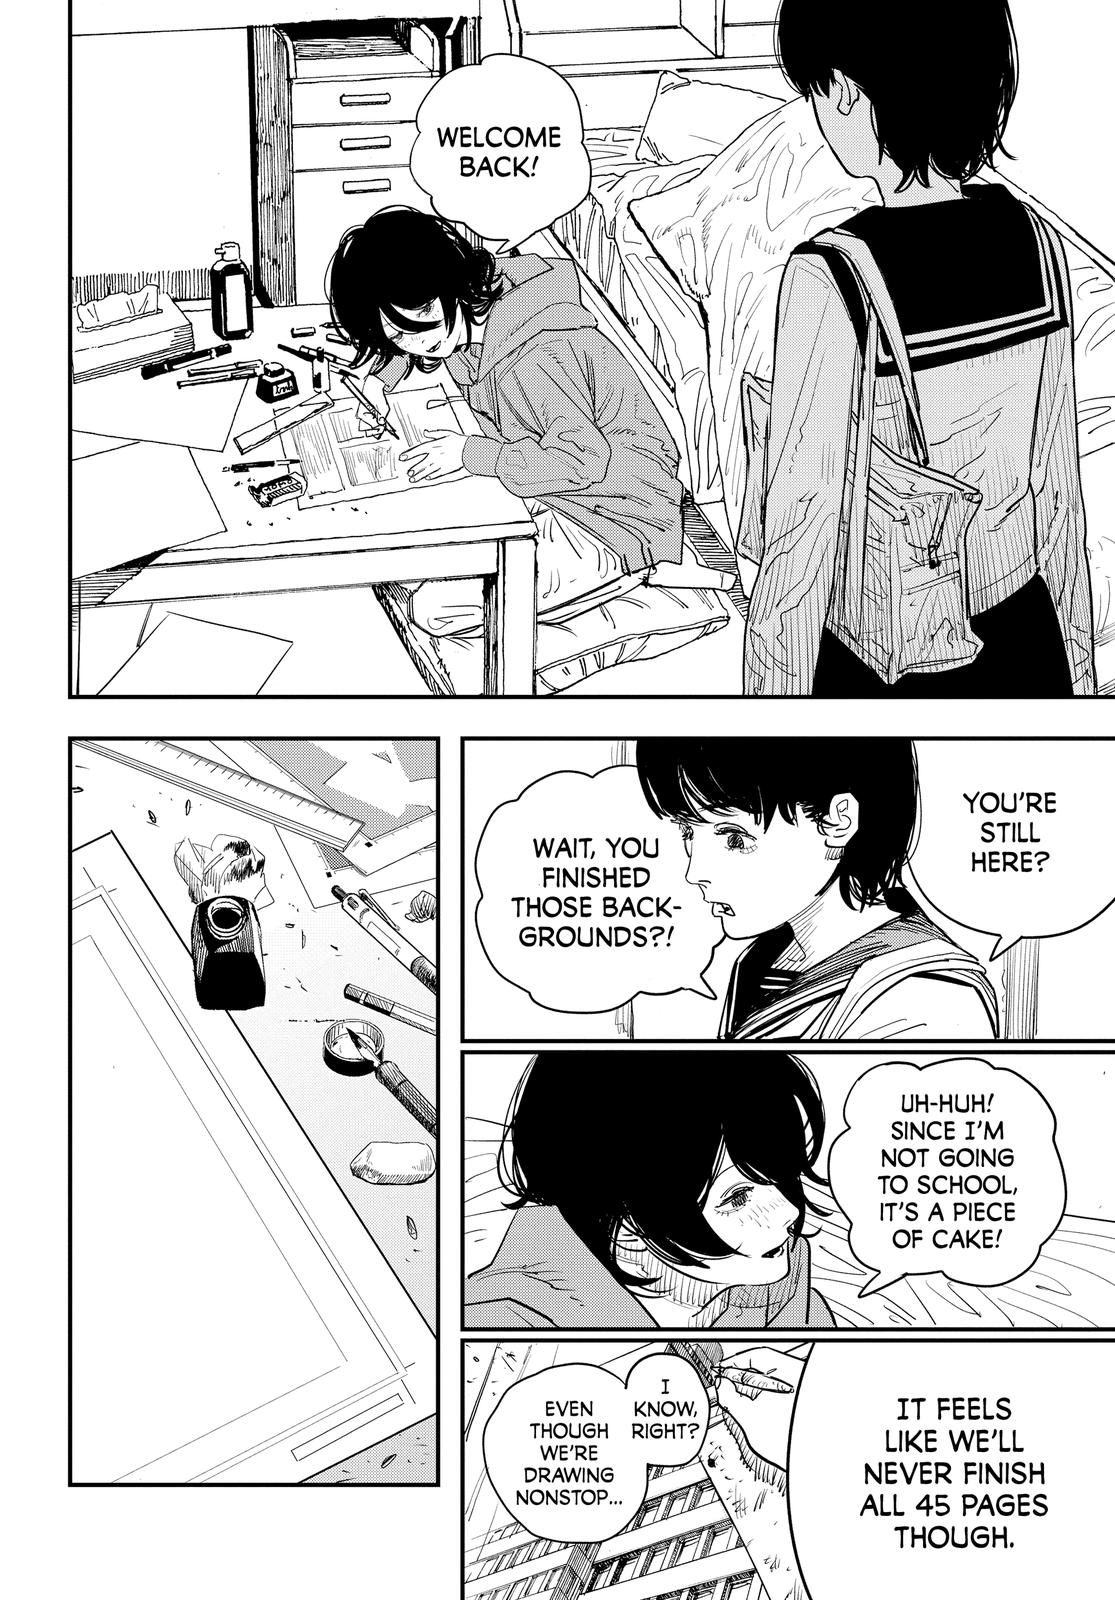 WELCOME
BACK!
YOU'RE
STILL
HERE?
WAIT, YOU
FINISHED
THOSE BACK-
GROUNDS?!
UH-HUH!
SINCE I'M
NOT GOING
TO SCHOOL,
IT'S A PIECE
OF CAKE!
IT FEELS
LIKE WE'LL
NEVER FINISH
ALL 45 PAGES
THOUGH.
I
KNOW,
RIGHT?
EVEN
THOUGH
WE'RE
DRAWING
NONSTOP...